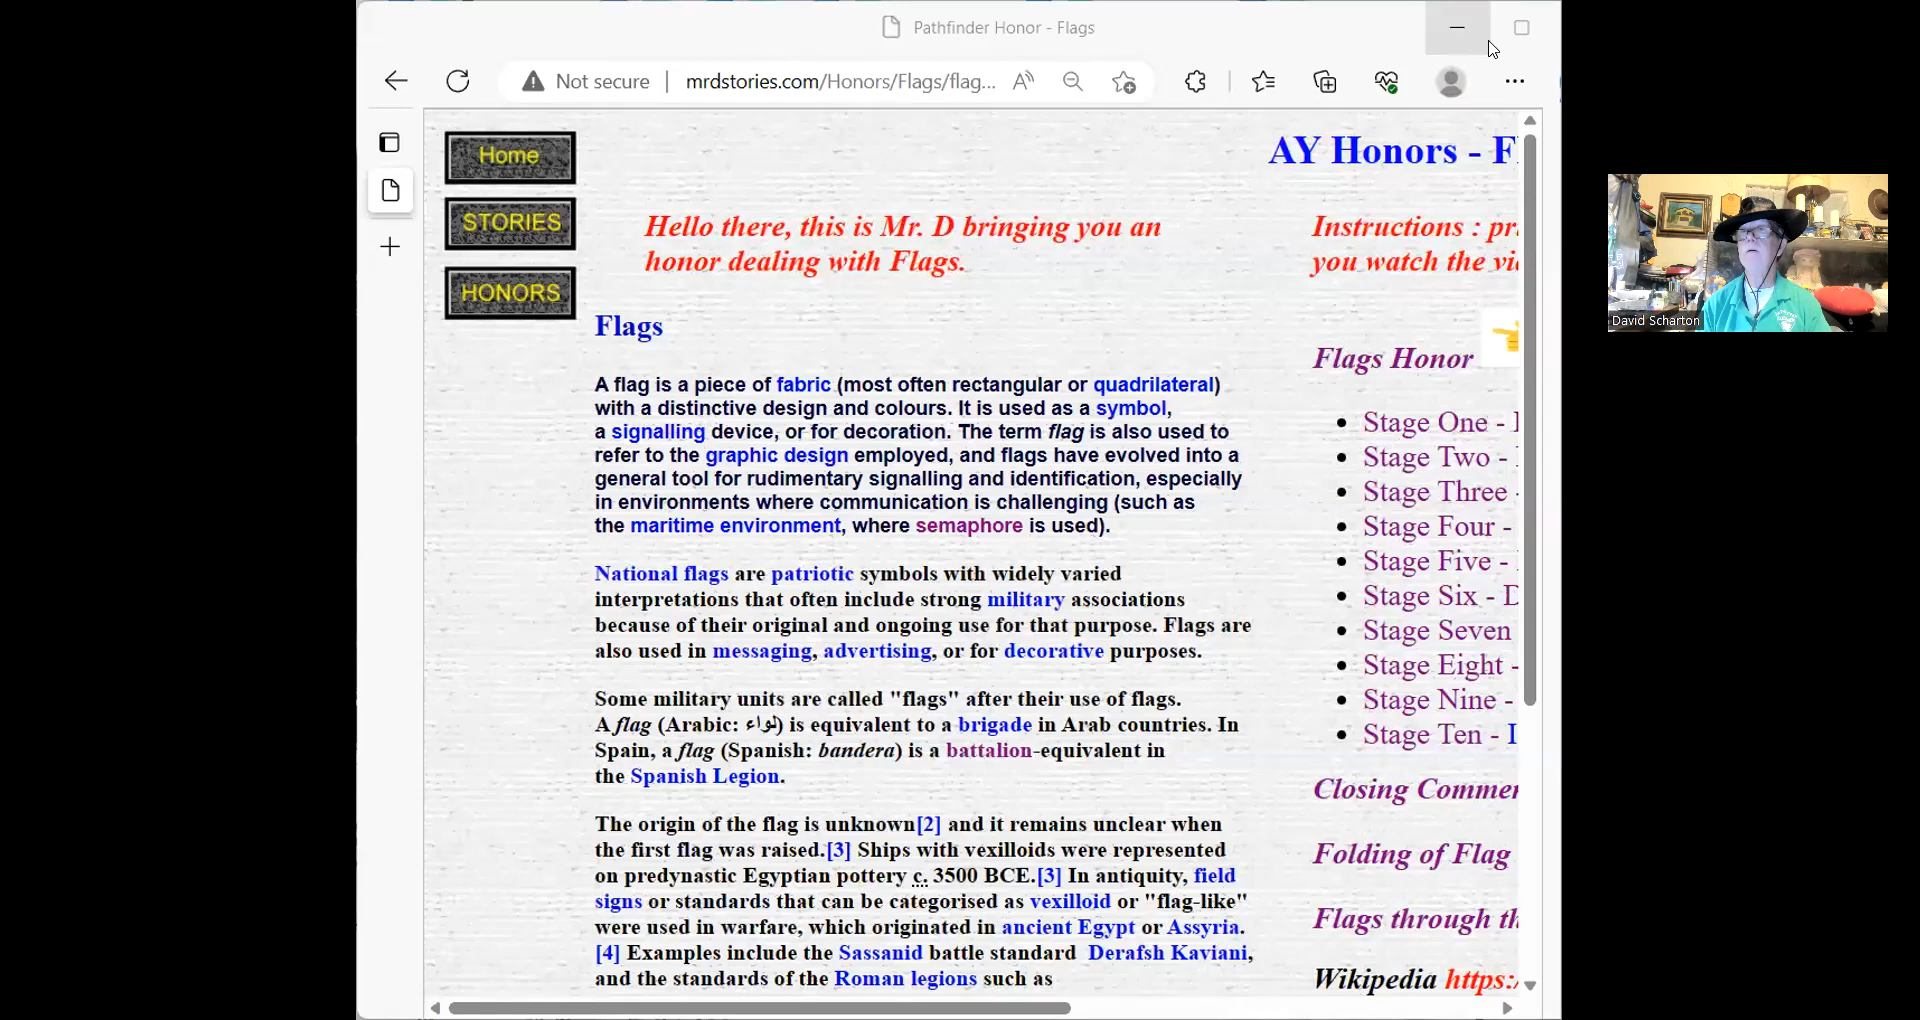 Pathfinder Honor - Flags
Not secure
mrdstories.com/Honors/Flags/flag...
Home
STORIES
HONORS
AY Honors - F
Hello there, this is Mr. D bringing you an
honor dealing with Flags.
Flags
A flag is a piece of fabric (most often rectangular or quadrilateral)
with a distinctive design and colours. It is used as a symbol,
a signalling device, or for decoration. The term flag is also used to
refer to the graphic design employed, and flags have evolved into a
general tool for rudimentary signalling and identification, especially
in environments where communication is challenging (such as
the maritime environment, where semaphore is used).
National flags are patriotic symbols with widely varied
interpretations that often include strong military associations
because of their original and ongoing use for that purpose. Flags are
also used in messaging, advertising, or for decorative purposes.
Some military units are called "flags" after their use of flags.
A flag (Arabic: لواء) is equivalent to a brigade in Arab countries. In
Spain, a flag (Spanish: bandera) is a battalion-equivalent in
the Spanish Legion.
The origin of the flag is unknown[2] and it remains unclear when
the first flag was raised.[3] Ships with vexilloids were represented
on predynastic Egyptian pottery c. 3500 BCE.[3] In antiquity, field
signs or standards that can be categorised as vexilloid or "flag-like"
were used in warfare, which originated in ancient Egypt or Assyria.
[4] Examples include the Sassanid battle standard Derafsh Kaviani,
and the standards of the Roman legions such as
Instructions : pr
you watch the vi
Flags Honor
Stage One -
Stage Two -
Stage Three -
Stage Four -
Stage Five -
Stage Six - D
Stage Seven
Stage Eight -
Stage Nine -
Stage Ten - I
Closing Commen
Folding of Flag
Flags through th
Wikipedia https:/
David Scharton